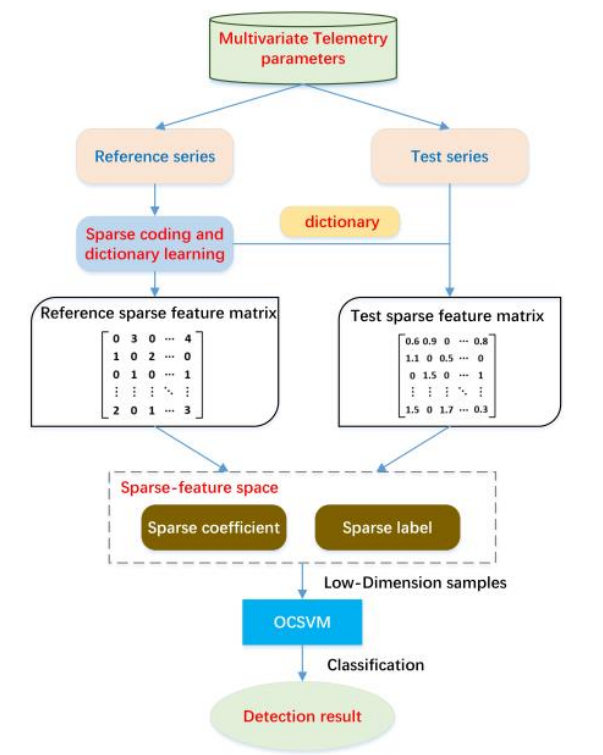 Multivariate Telemetry
parameters
Reference series
Test series
Sparse coding and
dictionary learning
dictionary
Reference sparse feature matrix
0 3 0 ⋯ 4
1 0 2 ⋯ 0
0 1 0 ⋯ 1
⋮ ⋮ ⋮ ⋱ ⋮
2 0 1 ⋯ 3
Test sparse feature matrix
0.6 0.9 0 ⋯ 0.8
1.1 0 0.5 ⋯ 0
0 1.5 0 ⋯ 1
⋮ ⋮ ⋮ ⋱ ⋮
1.5 0 1.7 ⋯ 0.3
Sparse-feature space
Sparse coefficient
Sparse label
Low-Dimension samples
OCSVM
Classification
Detection result